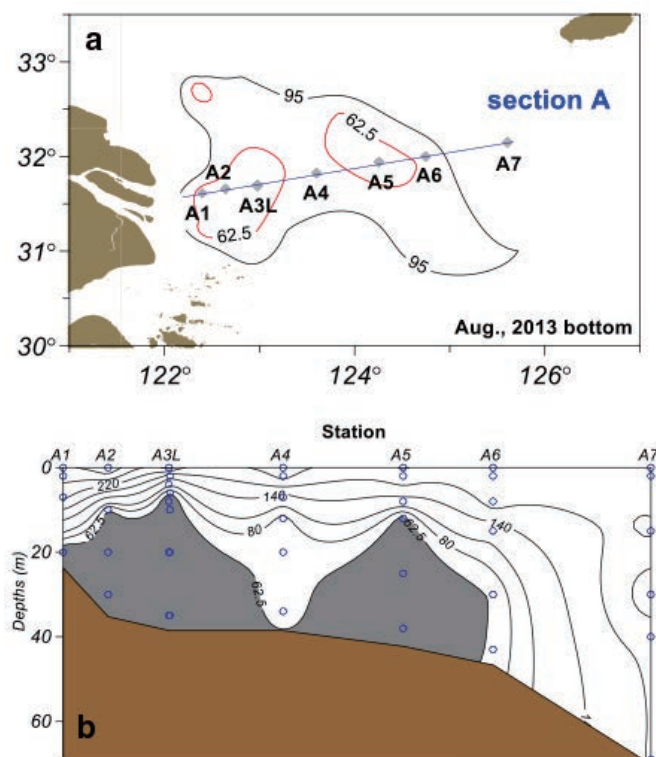 a
33°
32°
31°
30°
122°
124°
126°
95
62.5
section A
A1
A2
A3L
A4
A5
A6
A7
62.5
95
Aug., 2013 bottom
Station
A1 A2 A3L A4 A5 A6 A7
0
20
40
60
Depths (m)
220
140
140
62.5
80
62.5
62.5
80
1
b